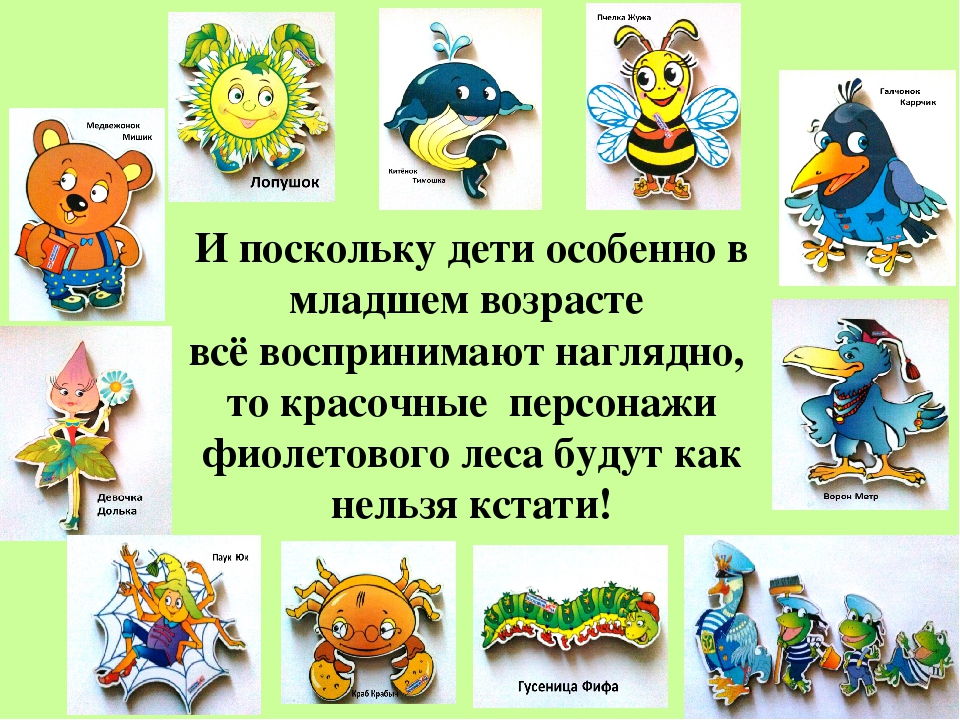 Пчелка Жужа
Галчонок
Каррчик
Медвежонок
Мишик
Лопушок
Китёнок
Тимошка
И поскольку дети особенно в
младшем возрасте
всё воспринимают наглядно,
то красочные персонажи
фиолетового леса будут как
нельзя кстати!
Девочка
Долька
Ворон Метр
Паук Юк
Краб Крабыч
Гусеница Фифа